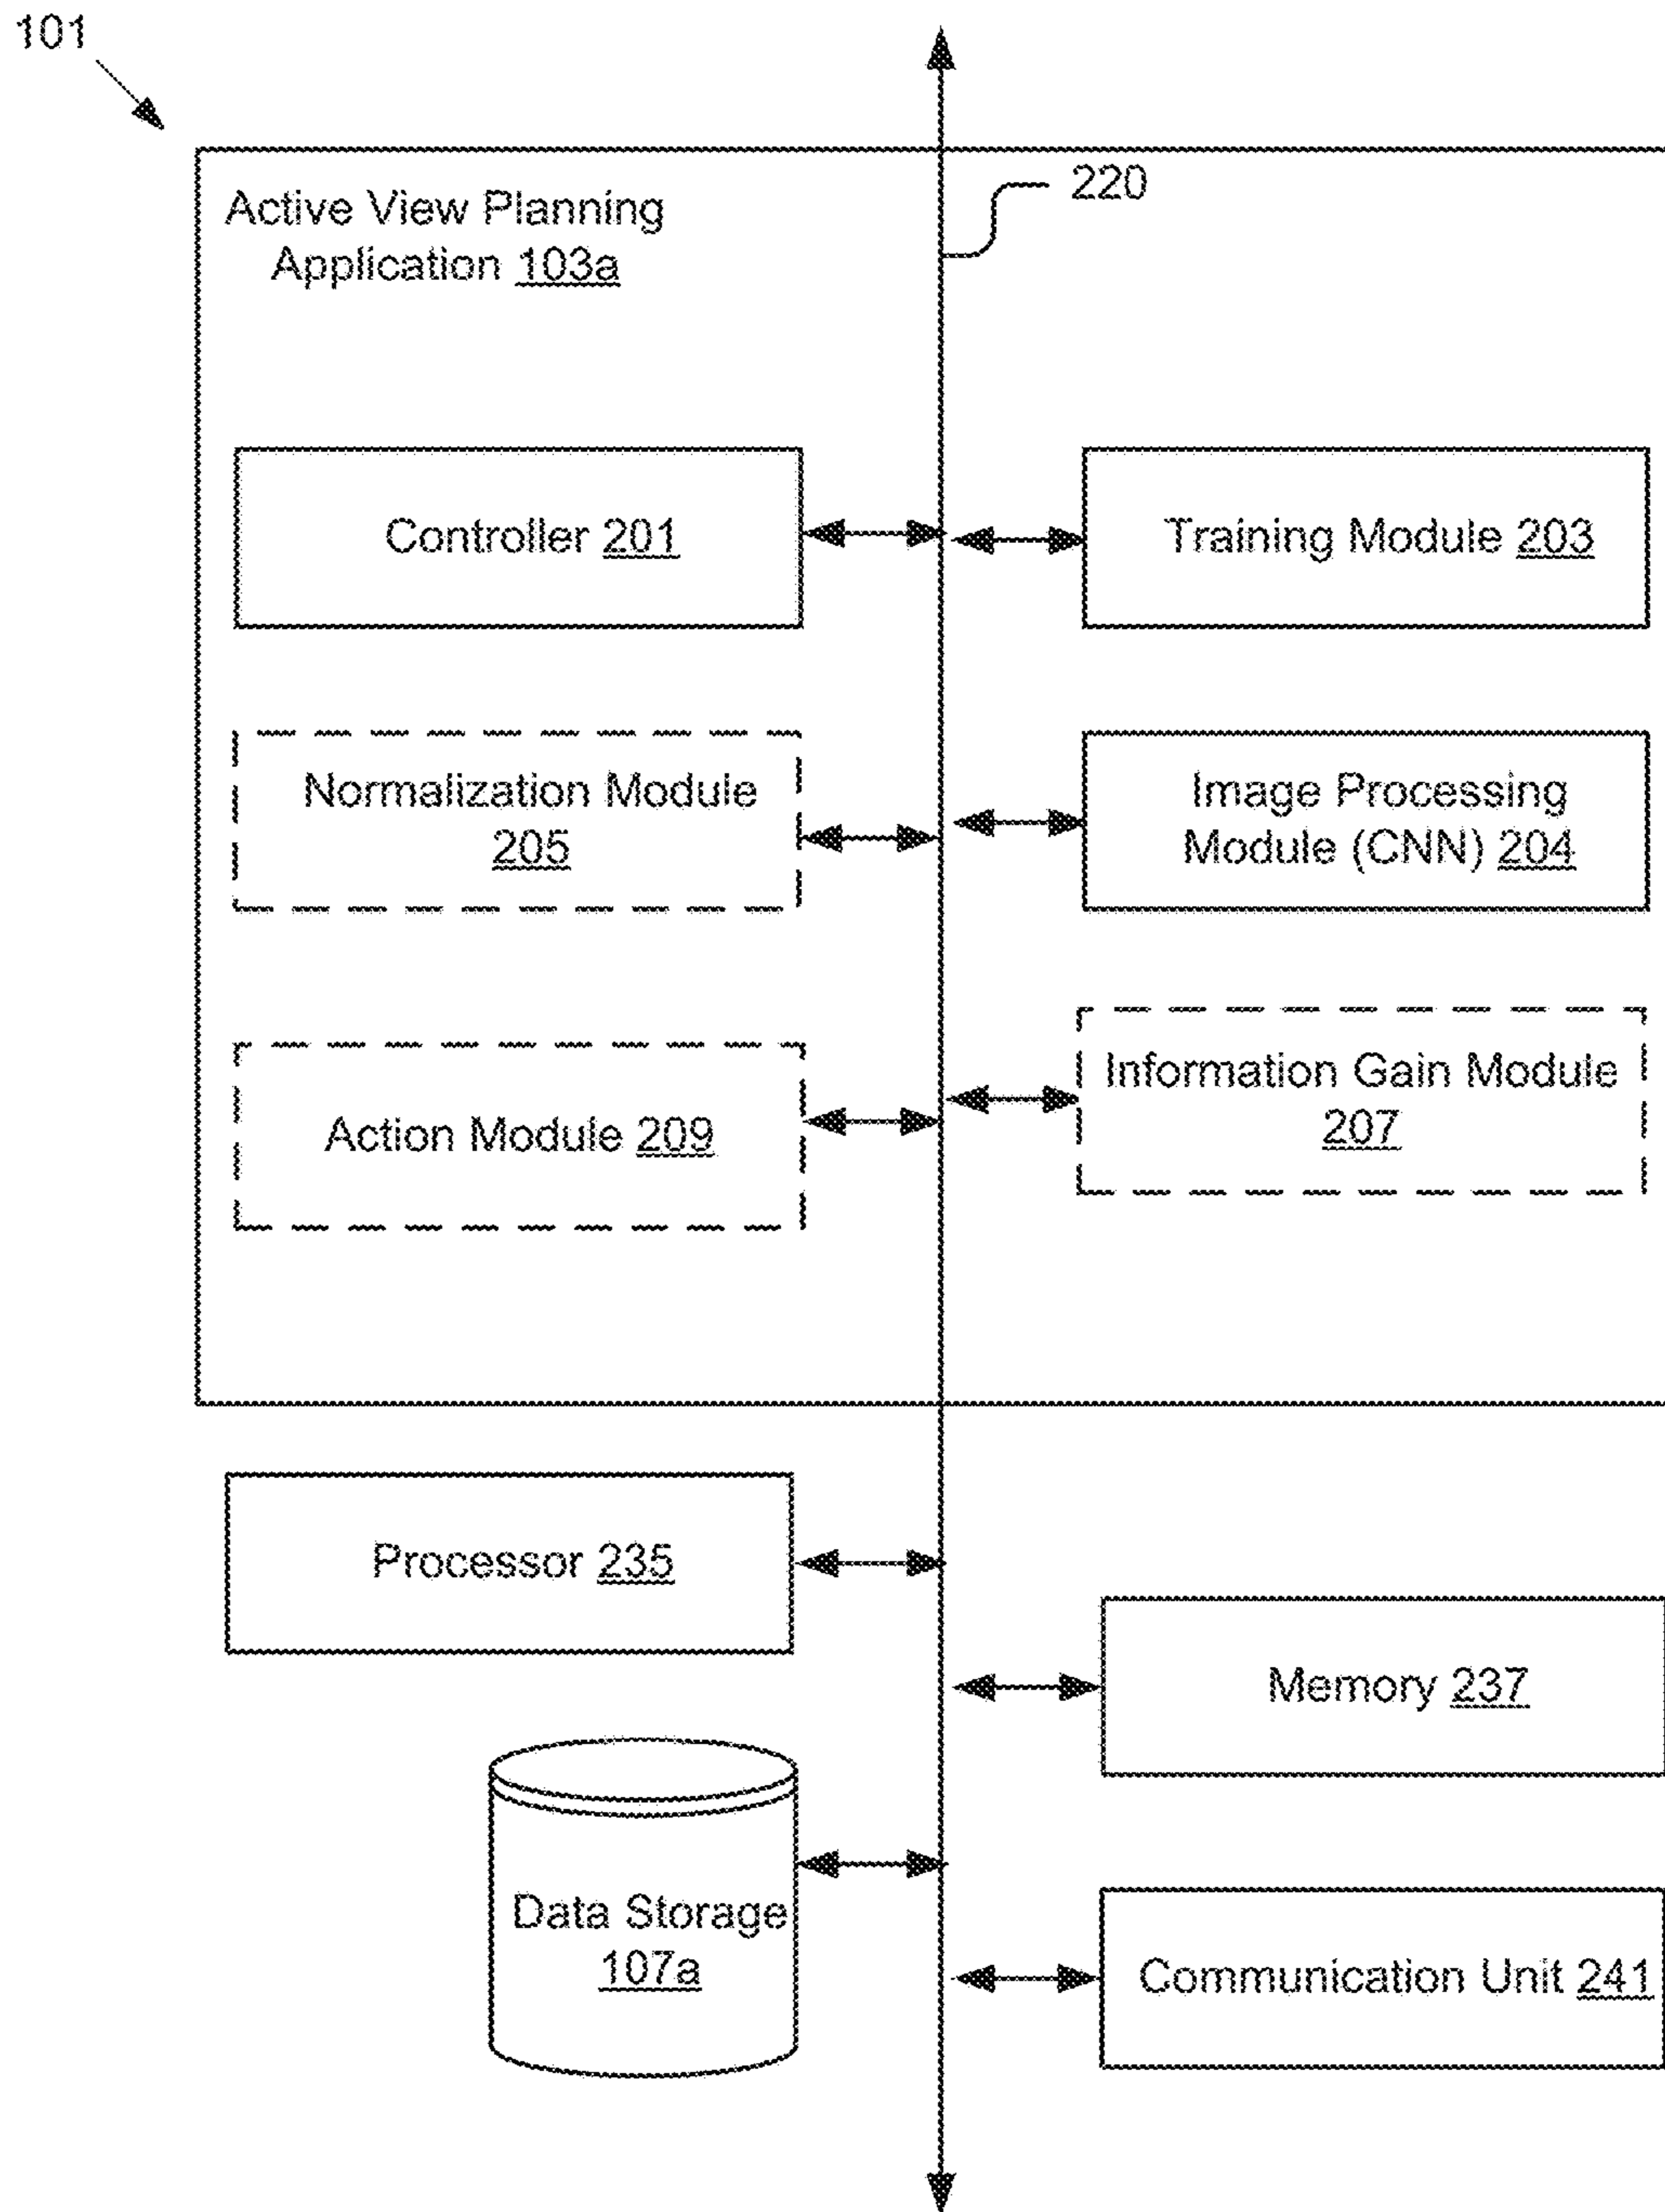 101
220
Active View Planning
Application 103a
Controller 201
Training Module 203
Normalization Module
205
Image Processing
Module (CNN) 204
Action Module 209
Information Gain Module
207
Processor 235
Memory 237
Data Storage
107a
Communication Unit 241